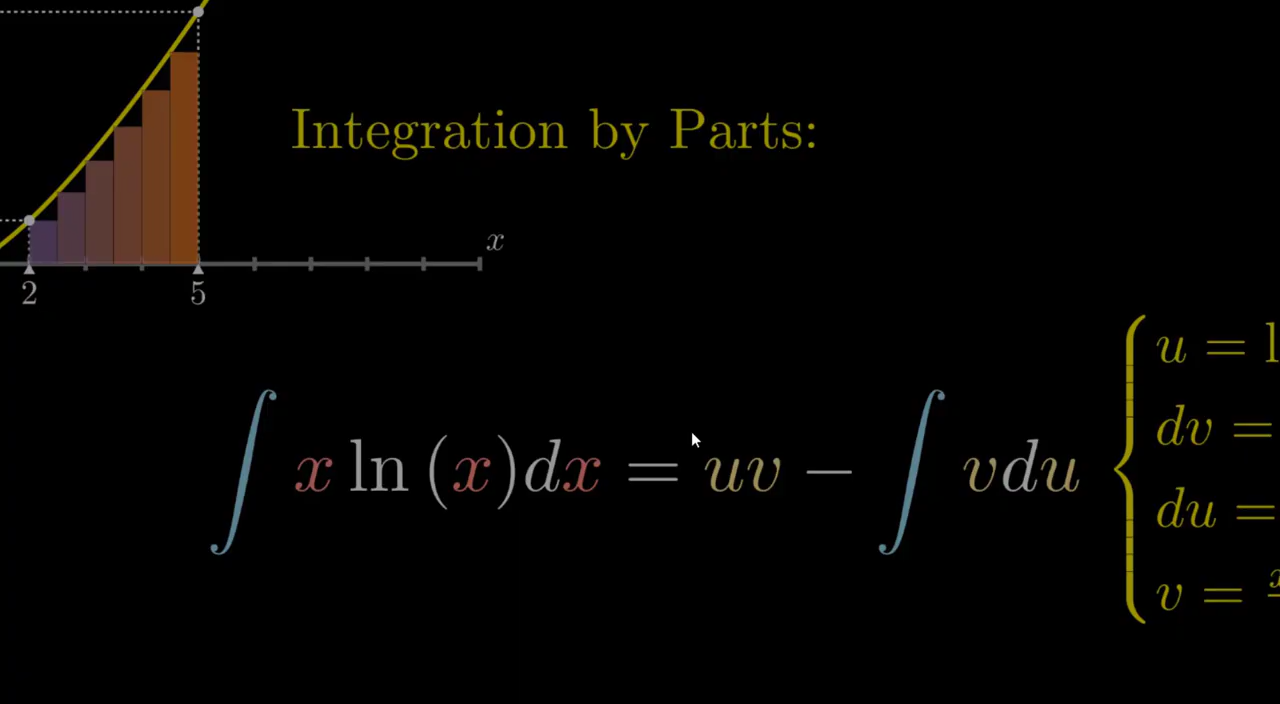 Integration by Parts:
x
2 5
∫ x ln (x)dx = uv − ∫ vdu
u = l
dv =
du =
v = x